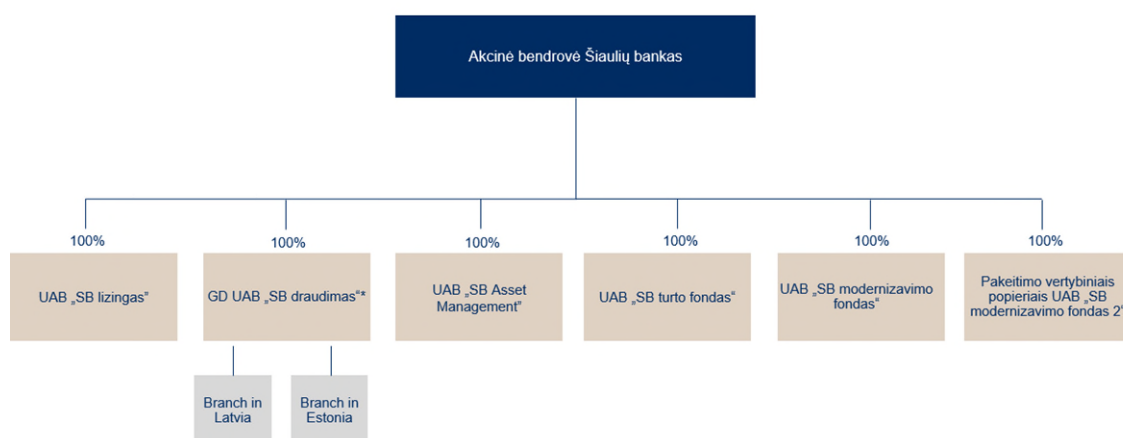 Akcinė bendrovė Šiaulių bankas
100%
100%
100%
100%
100%
100%
UAB „SB lizingas”
GD UAB „SB draudimas“*
UAB „SB Asset
Management”
UAB „SB turto fondas“
UAB „SB modernizavimo
fondas“
Pakeitimo vertybiniais
popieriais UAB „SB
modernizavimo fondas 2“
Branch in
Latvia
Branch in
Estonia